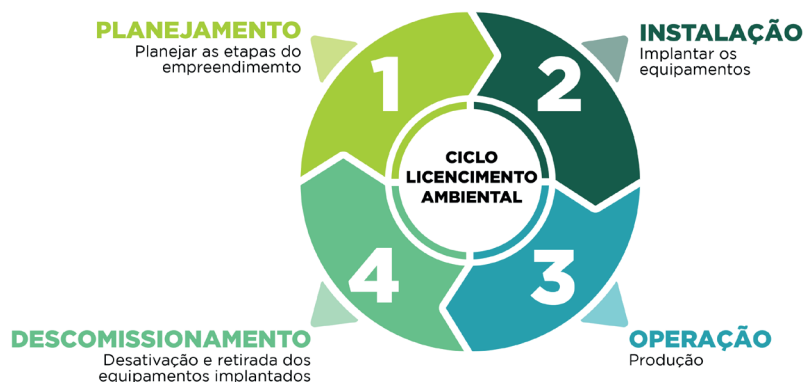 PLANEJAMENTO
Planejar as etapas do
empreendimemto
1
INSTALAÇÃO
Implantar os
equipamentos
2
CICLO
LICENCIMENTO
AMBIENTAL
4
DESCOMISSIONAMENTO
Desativação e retirada dos
equipamentos implantados
3
OPERAÇÃO
Produção